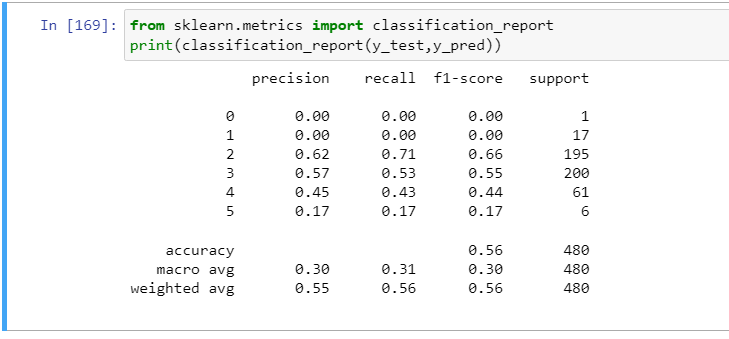 In [169]: from sklearn.metrics import classification_report
print(classification_report(y_test,y_pred))
precision recall f1-score support
0 0.00 0.00 0.00 1
1 0.00 0.00 0.00 17
2 0.62 0.71 0.66 195
3 0.57 0.53 0.55 200
4 0.45 0.43 0.44 61
5 0.17 0.17 0.17 6
accuracy 0.56 480
macro avg 0.30 0.31 0.30 480
weighted avg 0.55 0.56 0.56 480